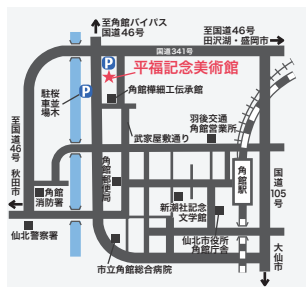 至角館バイパス
国道46号
至国道46号
田沢湖・盛岡市
国道341号
P
平福記念美術館
P
桜並木
駐車場
角館樺細工伝承館
至国道46号
秋田市
武家屋敷通り
羽後交通
角館営業所
角館郵便局
角館駅
国道105号
角館
消防署
新潮社記念
文学館
仙北警察署
仙北市役所
角館庁舎
大仙市
市立角館総合病院